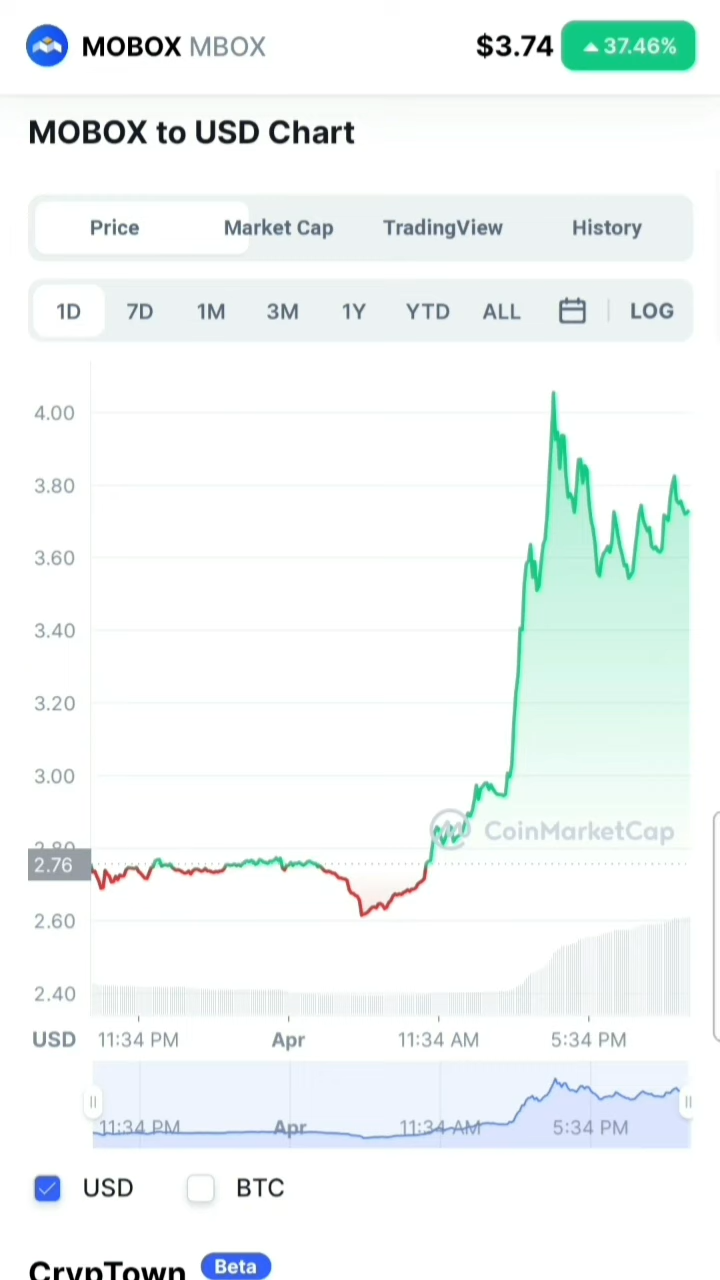 MOBOX MBOX $3.74 37.46%
MOBOX to USD Chart
Price Market Cap TradingView History
1D 7D 1M 3M 1Y YTD ALL LOG
4.00
3.80
3.60
3.40
3.20
3.00
CoinMarketCap
2.80
2.76
2.60
2.40
USD 11:34 PM Apr 11:34 AM 5:34 PM
11:34 PM Apr 11:34 AM 5:34 PM
USD BTC
CrypTown Beta